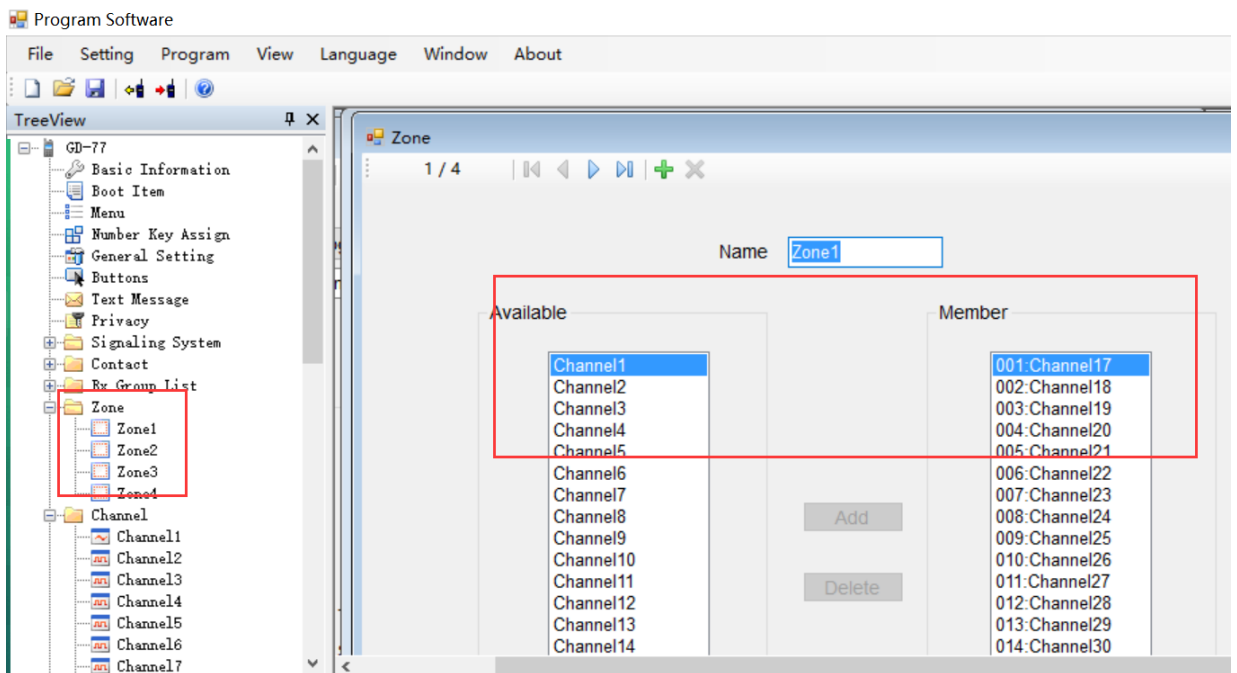 Program Software
File Setting Program View Language Window About
TreeView
GD-77
Basic Information
Boot Item
Menu
Number Key Assign
General Setting
Buttons
Text Message
Privacy
Signaling System
Contact
Rx Group List
Zone
Zone1
Zone2
Zone3
Zone4
Channel
Channel1
Channel2
Channel3
Channel4
Channel5
Channel6
Channel7
Zone
1 / 4
Name Zone1
Available
Channel1
Channel2
Channel3
Channel4
Channel5
Channel6
Channel7
Channel8
Channel9
Channel10
Channel11
Channel12
Channel13
Channel14
Add
Delete
Member
001:Channel17
002:Channel18
003:Channel19
004:Channel20
005:Channel21
006:Channel22
007:Channel23
008:Channel24
009:Channel25
010:Channel26
011:Channel27
012:Channel28
013:Channel29
014:Channel30